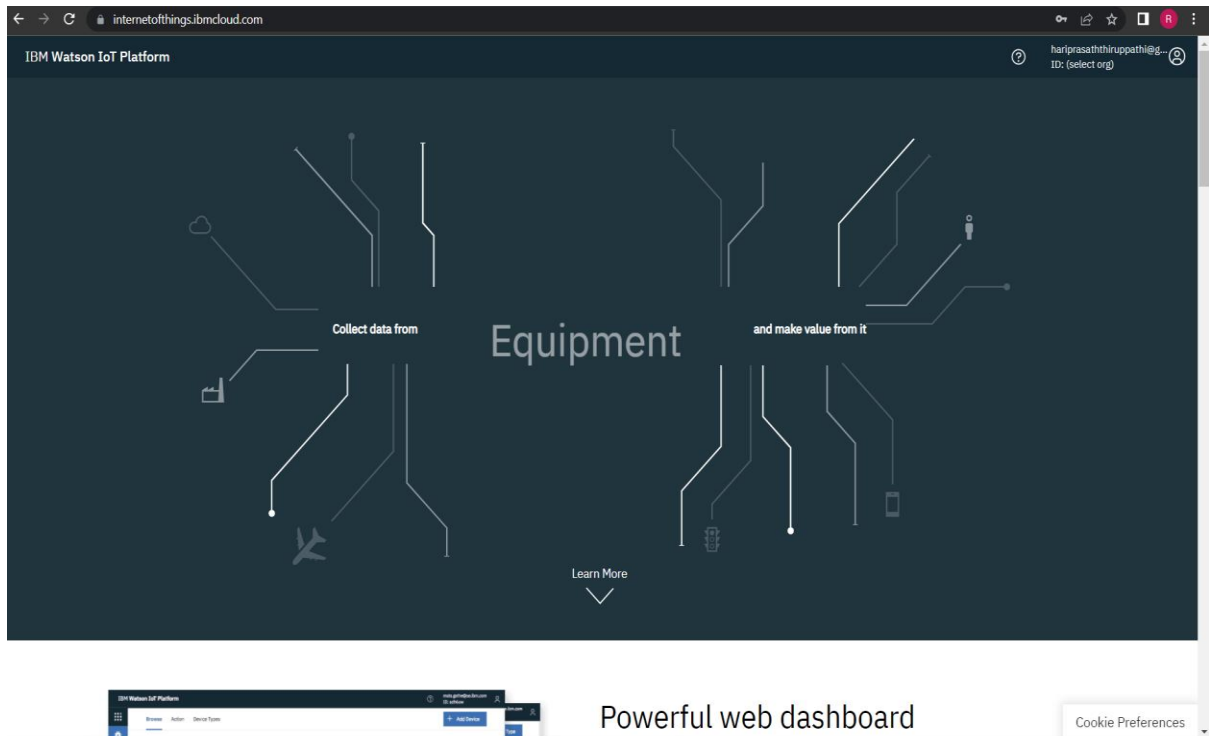 internetofthings.ibmcloud.com
R
IBM Watson IoT Platform
hariprasaththiruppathi@g...
ID: (select org)
Collect data from
Equipment
and make value from it
Learn More
IBM Watson IoT Platform
Browse Action Device Types
+ Add Device
Type
Powerful web dashboard
Cookie Preferences